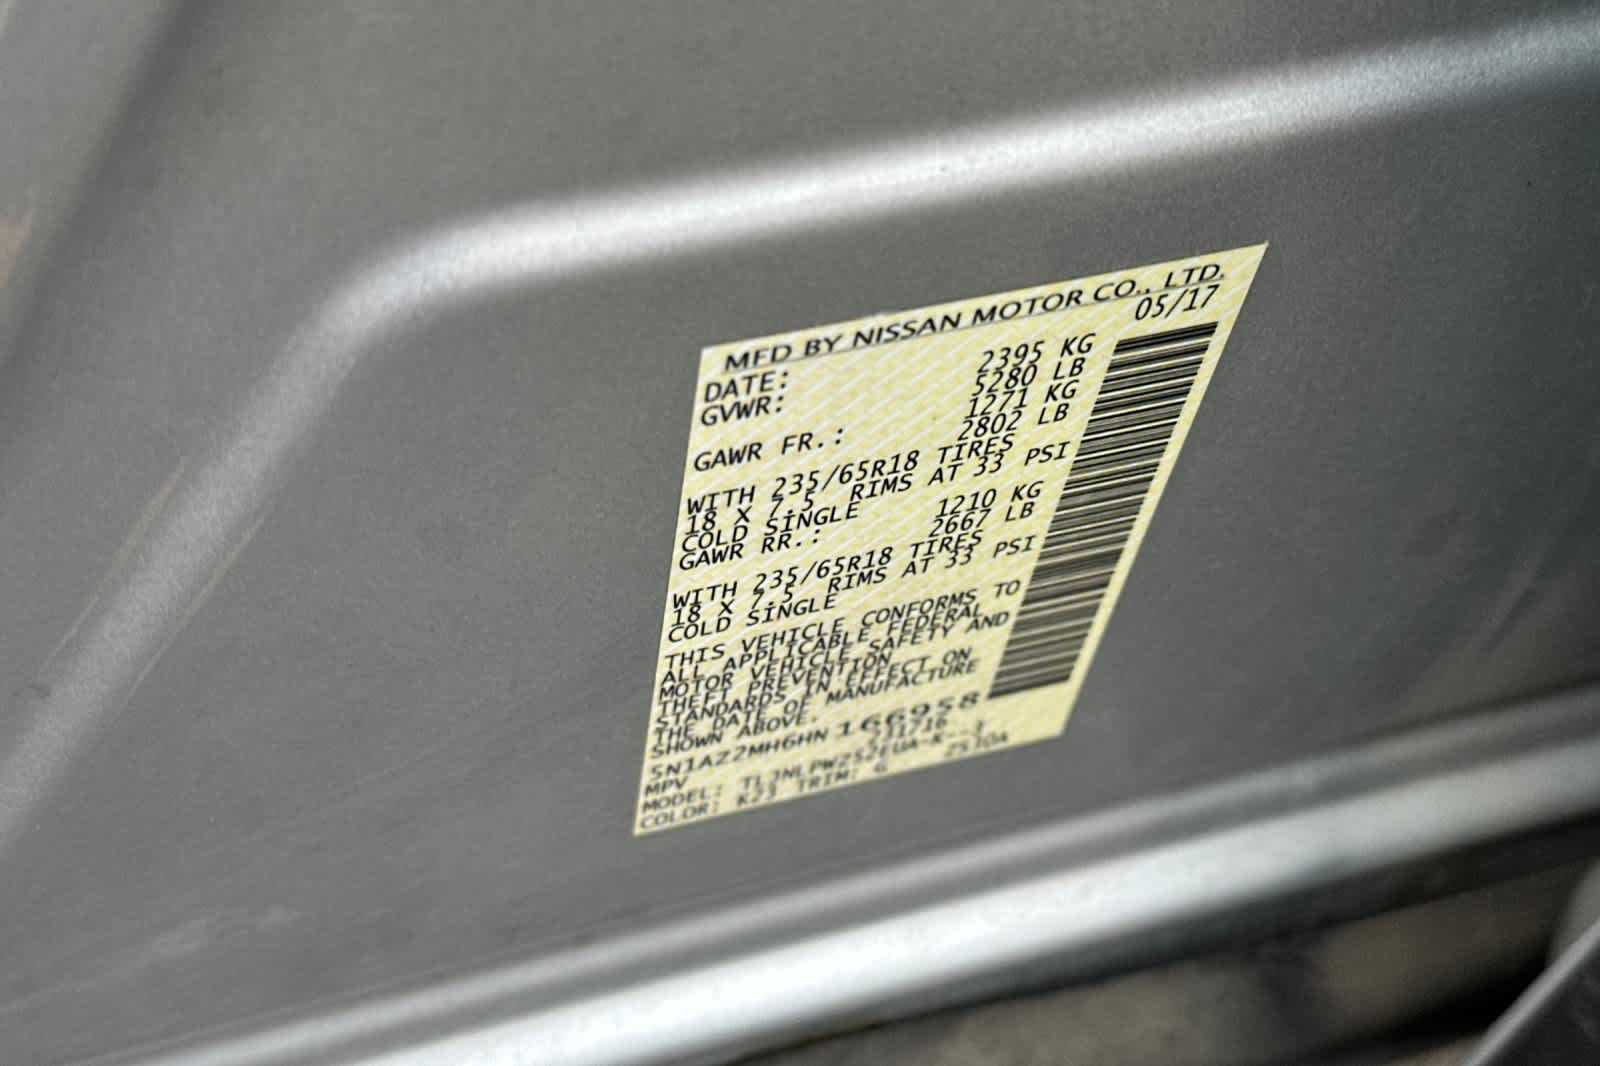 MFD BY NISSAN MOTOR CO., LTD.
DATE: 05/17
GVWR: 2395 KG
5280 LB
GAWR FR.: 1271 KG
2802 LB
WITH 235/65R18 TIRES
18 X 7.5 RIMS AT 33 PSI
COLD SINGLE
GAWR RR.: 1210 KG
2667 LB
WITH 235/65R18 TIRES
18 X 7.5 RIMS AT 33 PSI
COLD SINGLE
THIS VEHICLE CONFORMS TO
ALL APPLICABLE FEDERAL
MOTOR VEHICLE SAFETY AND
THEFT PREVENTION
STANDARDS IN EFFECT ON
THE DATE OF MANUFACTURE
SHOWN ABOVE.
5N1AZ2MH6HN 166958
MPV 531716
MODEL:
COLOR: K23 TRIM: G